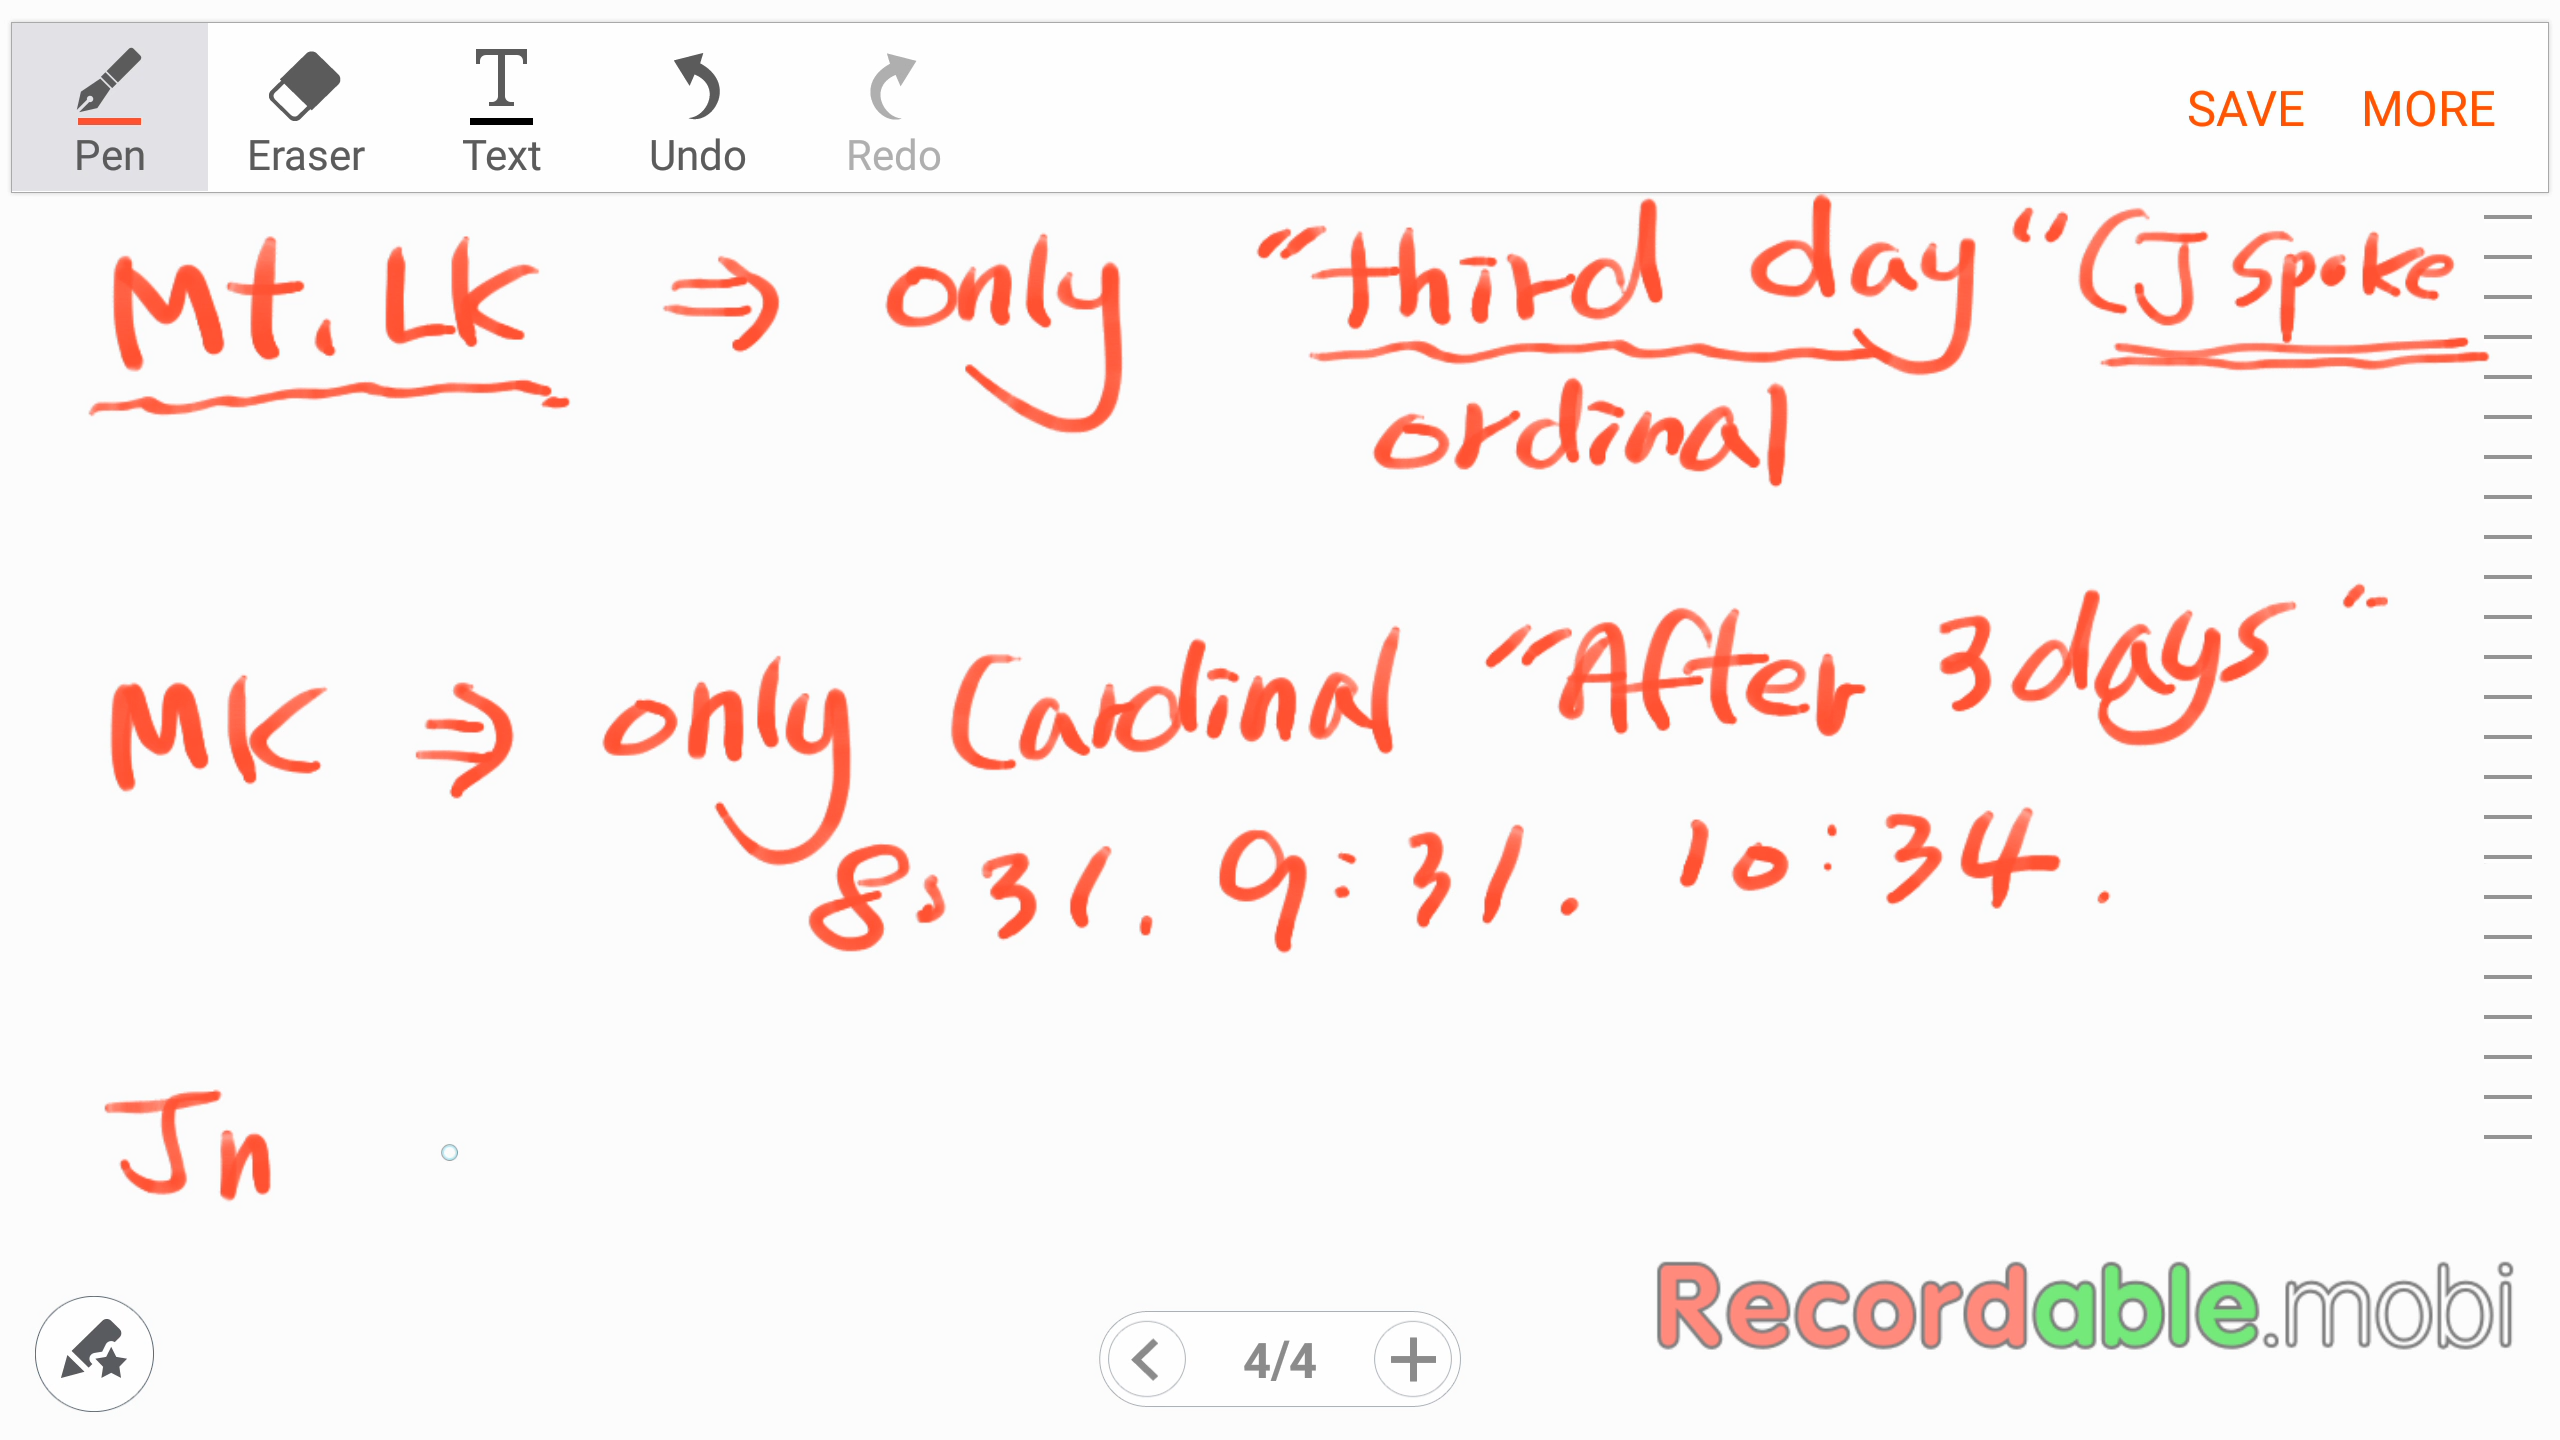 Pen Eraser Text Undo Redo SAVE MORE
Mt. LK ⇒ only "third day" (J spoke
ordinal
MK ⇒ only Cardinal "After 3 days"
8:31. 9:31. 10:34.
Jn
4/4
Recordable.mobi